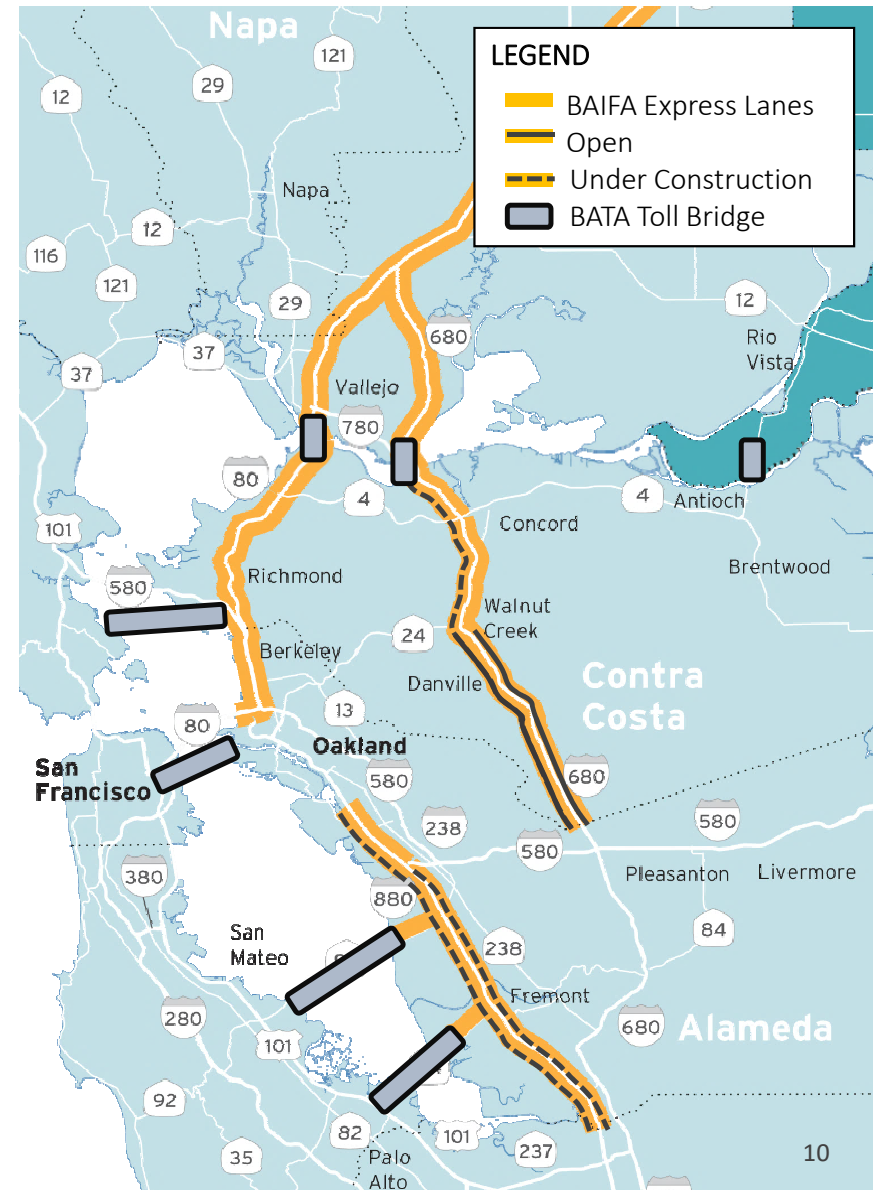 Napa
121
29
12
LEGEND
BAIFA Express Lanes
Open
Under Construction
BATA Toll Bridge
Napa
12
116
121
29
12
680
37
Rio
Vista
37
Vallejo
780
80
4
4
Antioch
101
Concord
Brentwood
Richmond
580
Walnut
Creek
24
Berkeley
Danville
Contra
Costa
13
80
Oakland
San
Francisco
580
680
238
580
580
380
Pleasanton
Livermore
880
84
San
Mateo
238
Fremont
280
680
Alameda
101
92
82
101
237
35
Palo
Alto
10